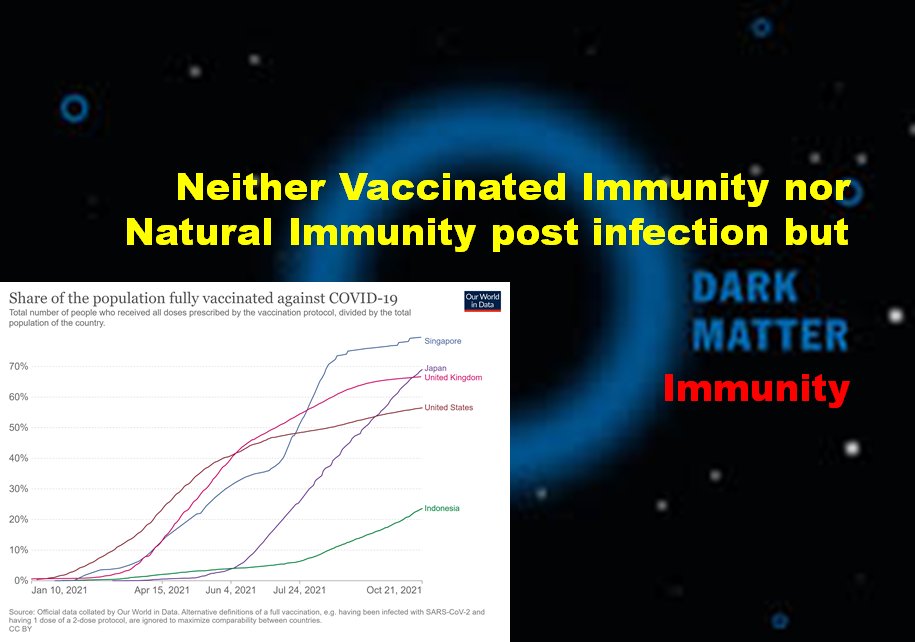 Neither Vaccinated Immunity nor
Natural Immunity post infection but
DARK
MATTER
Immunity
Share of the population fully vaccinated against COVID-19
Total number of people who received all doses prescribed by the vaccination protocol, divided by the total
population of the country.
Our World
in Data
Singapore
70%
Japan
United Kingdom
60%
United States
50%
40%
30%
Indonesia
20%
10%
0%
Jan 10, 2021
Apr 15, 2021
Jun 4, 2021
Jul 24, 2021
Oct 21, 2021
Source: Official data collated by Our World in Data. Alternative definitions of a full vaccination, e.g. having been infected with SARS-CoV-2 and
having 1 dose of a 2-dose protocol, are ignored to maximize comparability between countries.
CC BY